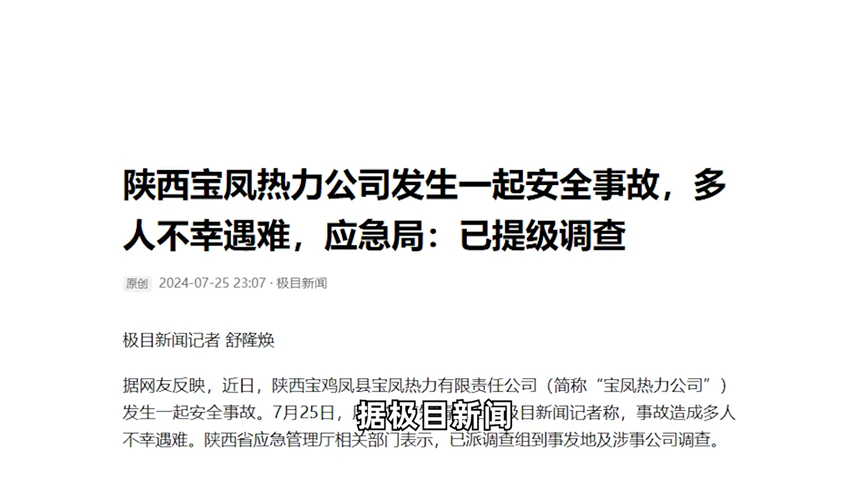 陕西宝凤热力公司发生一起安全事故，多
人不幸遇难，应急局：已提级调查
原创 2024-07-25 23:07 · 极目新闻
极目新闻记者 舒隆焕
据网友反映，近日，陕西宝鸡凤县宝凤热力有限责任公司（简称“宝凤热力公司”）
发生一起安全事故。7月25日，极目新闻记者称，事故造成多人
据极目新闻
不幸遇难。陕西省应急管理厅相关部门表示，已派调查组到事发地及涉事公司调查。